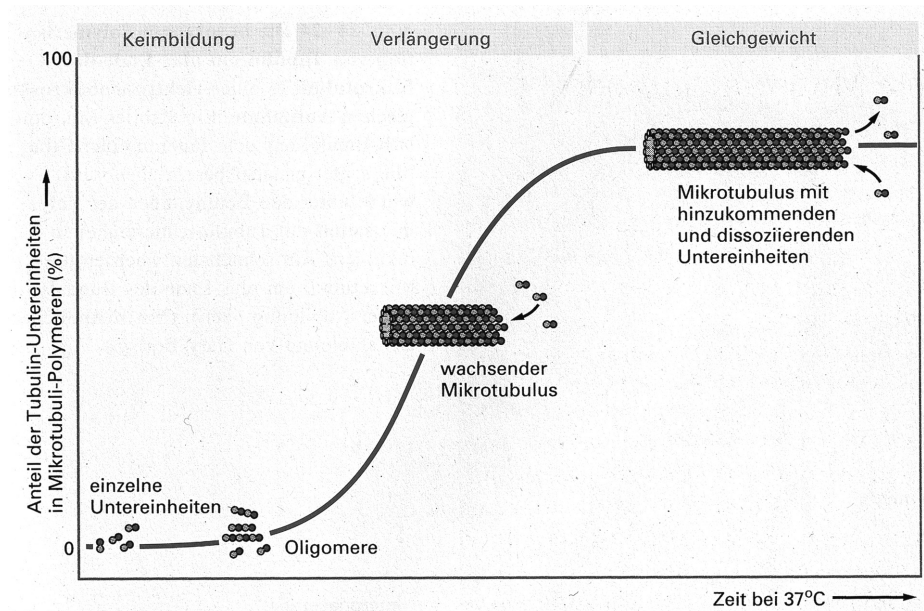 Keimbildung
Verlängerung
Gleichgewicht
100
Anteil der Tubulin-Untereinheiten
in Mikrotubuli-Polymeren (%)
Mikrotubulus mit
hinzukommenden
und dissoziierenden
Untereinheiten
wachsender
Mikrotubulus
einzelne
Untereinheiten
Oligomere
0
Zeit bei 37°C